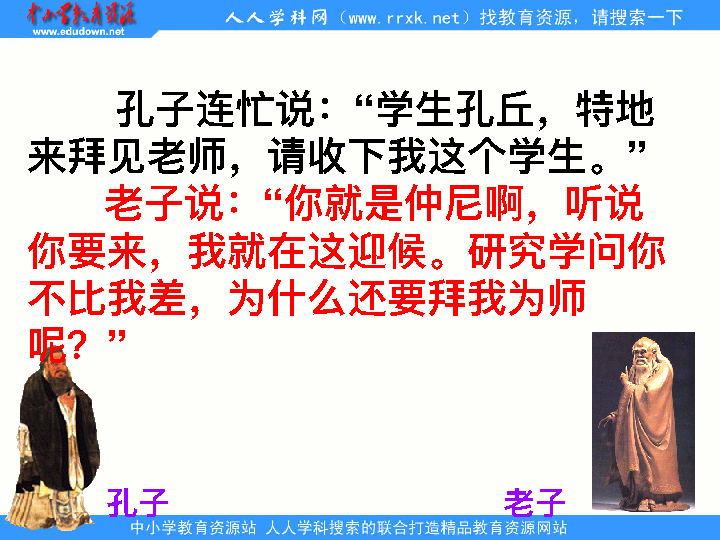 中小学教育资源
www.edudown.net
人人学科网（www.rrxk.net）找教育资源，请搜索一下
孔子连忙说：“学生孔丘，特地
来拜见老师，请收下我这个学生。”
老子说：“你就是仲尼啊，听说
你要来，我就在这迎候。研究学问你
不比我差，为什么还要拜我为师
呢？”
孔子
老子
中小学教育资源站 人人学科搜索的联合打造精品教育资源网站